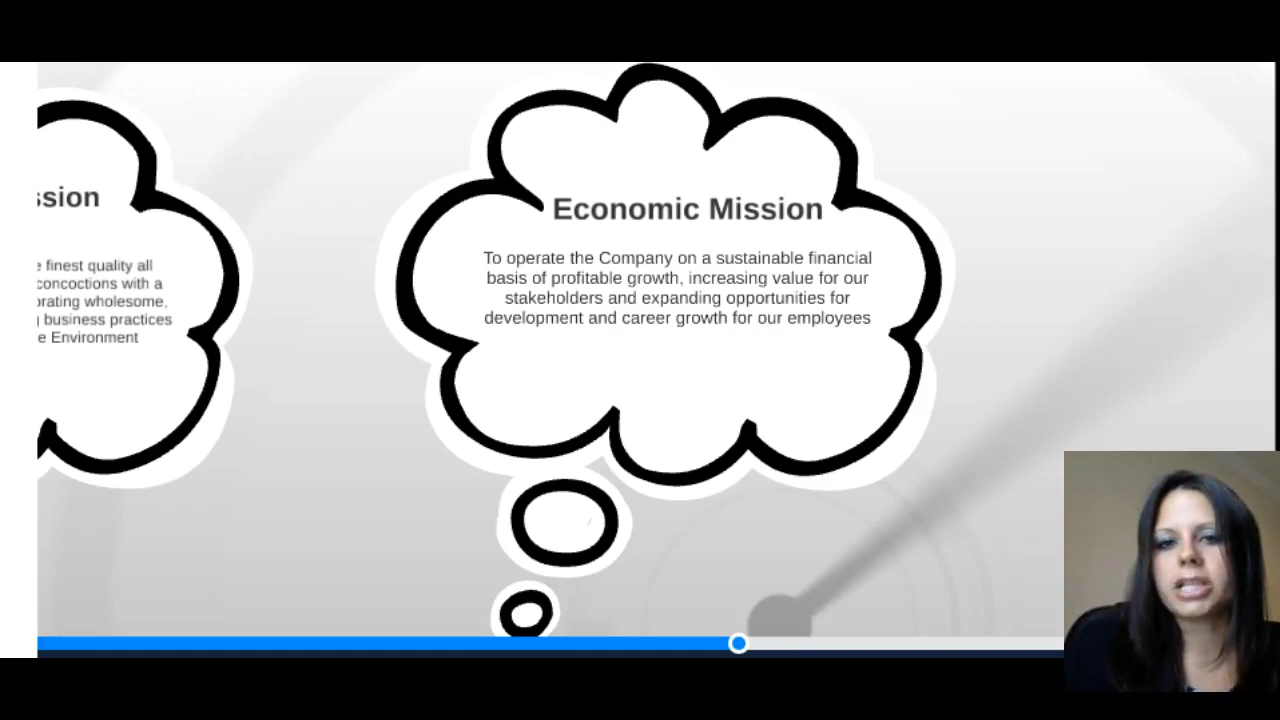 ssion
e finest quality all
concoctions with a
orating wholesome,
business practices
e Environment
Economic Mission
To operate the Company on a sustainable financial
basis of profitable growth, increasing value for our
stakeholders and expanding opportunities for
development and career growth for our employees